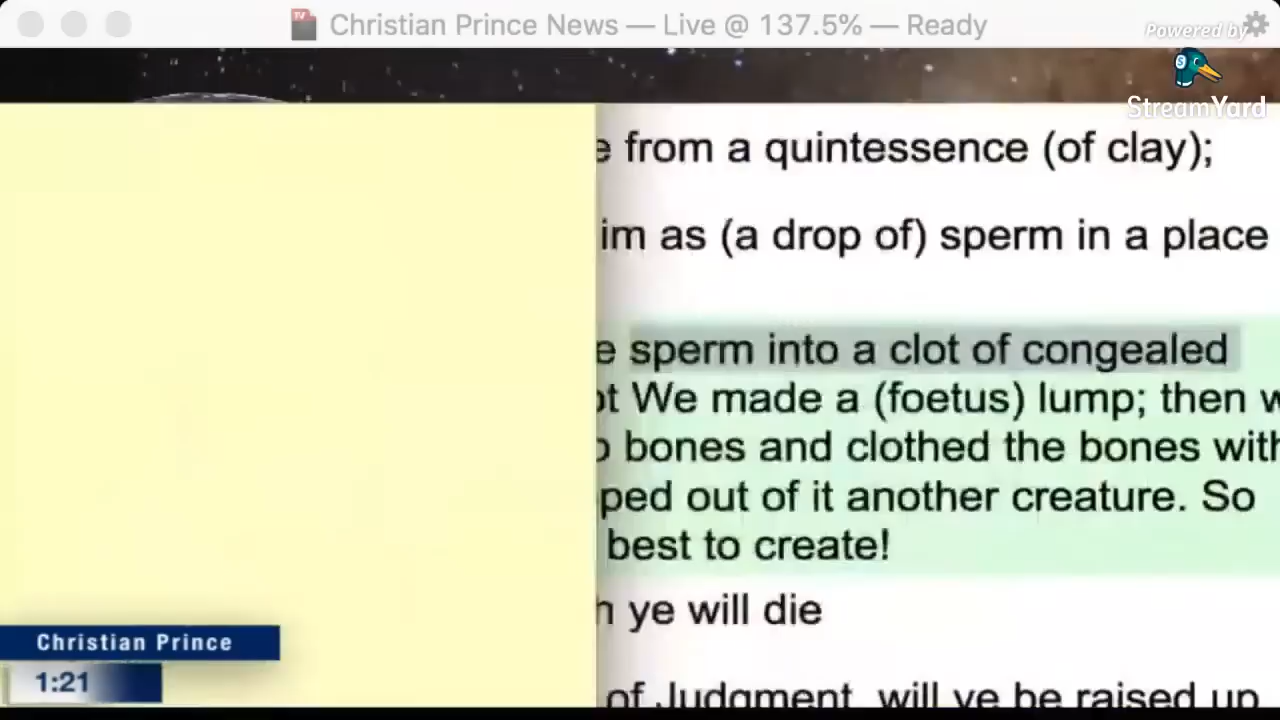 Christian Prince News — Live @ 137.5% — Ready
Powered by
StreamYard
from a quintessence (of clay);
as (a drop of) sperm in a place
sperm into a clot of congealed
We made a (foetus) lump; then
bones and clothed the bones with
out of it another creature. So
best to create!
ye will die
of Judgment, will ye be raised up
Christian Prince
1:21